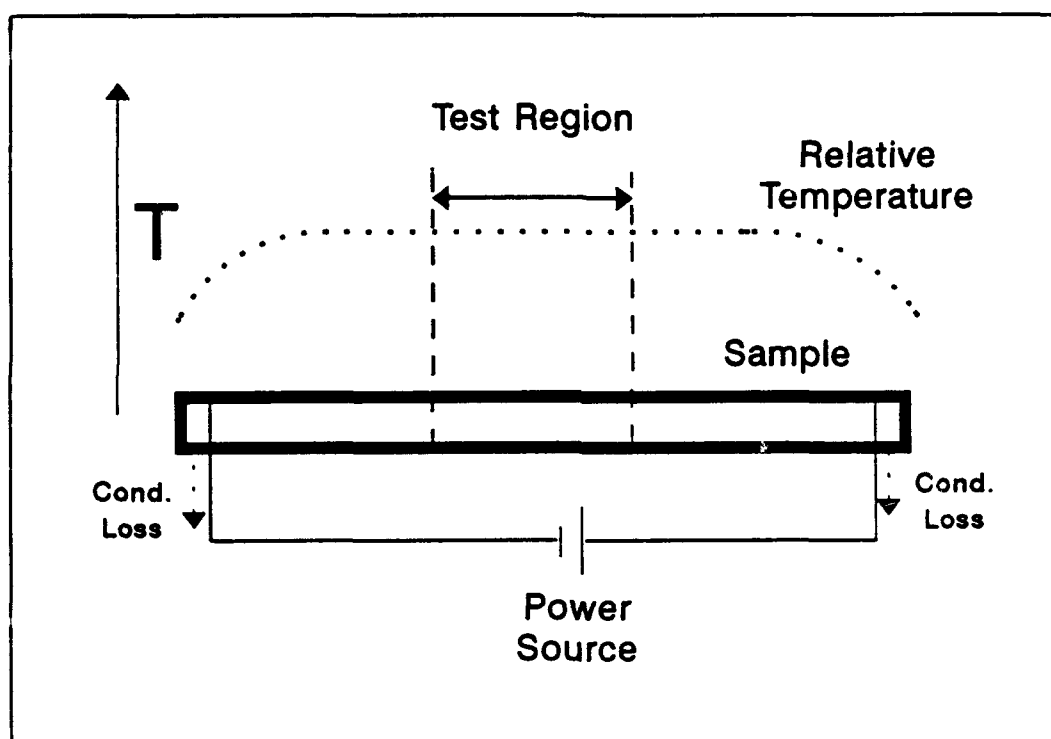 Test Region
Relative
Temperature
T
Sample
Cond.
Loss
Cond.
Loss
Power
Source